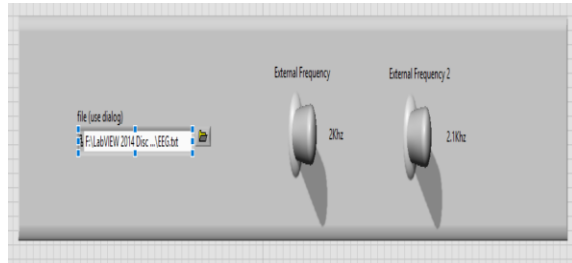 External Frequency
External Frequency 2
file (use dialog)
F:\LabVIEW 2014 Disc ...\EEG.txt
2Khz
2.1Khz